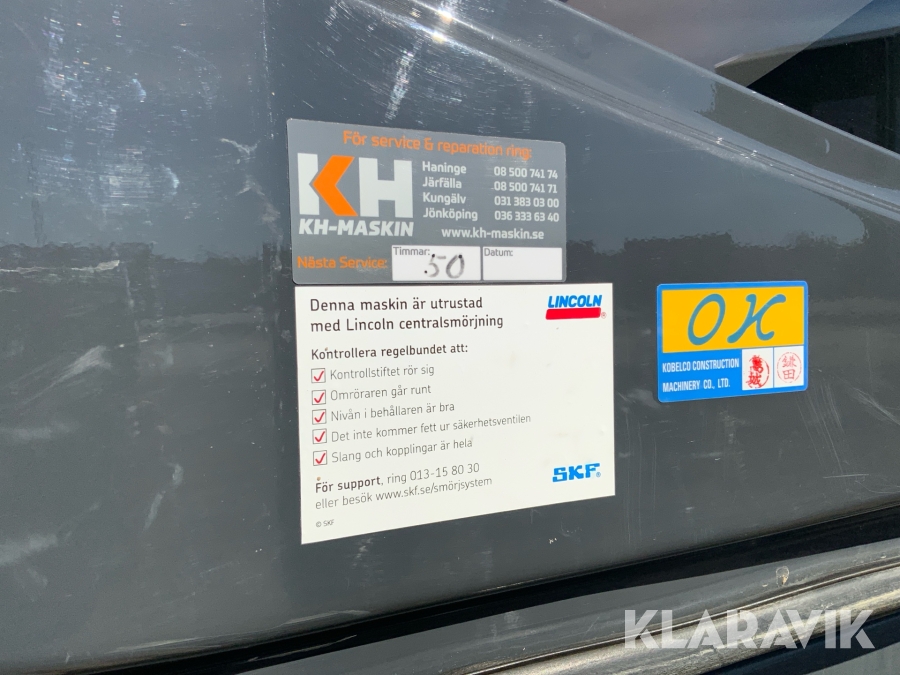 För service & reparation ring:
KH
KH-MASKIN
Haninge 08 500 741 74
Järfälla 08 500 741 71
Kungälv 031 383 03 00
Jönköping 036 333 63 40
www.kh-maskin.se
Nästa Service: Timmar: 50 Datum:
Denna maskin är utrustad
med Lincoln centralsmörjning
LINCOLN
Kontrollera regelbundet att:
Kontrollstiftet rör sig
Omröraren går runt
Nivån i behållaren är bra
Det inte kommer fett ur säkerhetsventilen
Slang och kopplingar är hela
För support, ring 013-15 80 30
eller besök www.skf.se/smörjsystem
SKF®
© SKF
OK
KOBELCO CONSTRUCTION
MACHINERY CO., LTD.
KLARAVIK